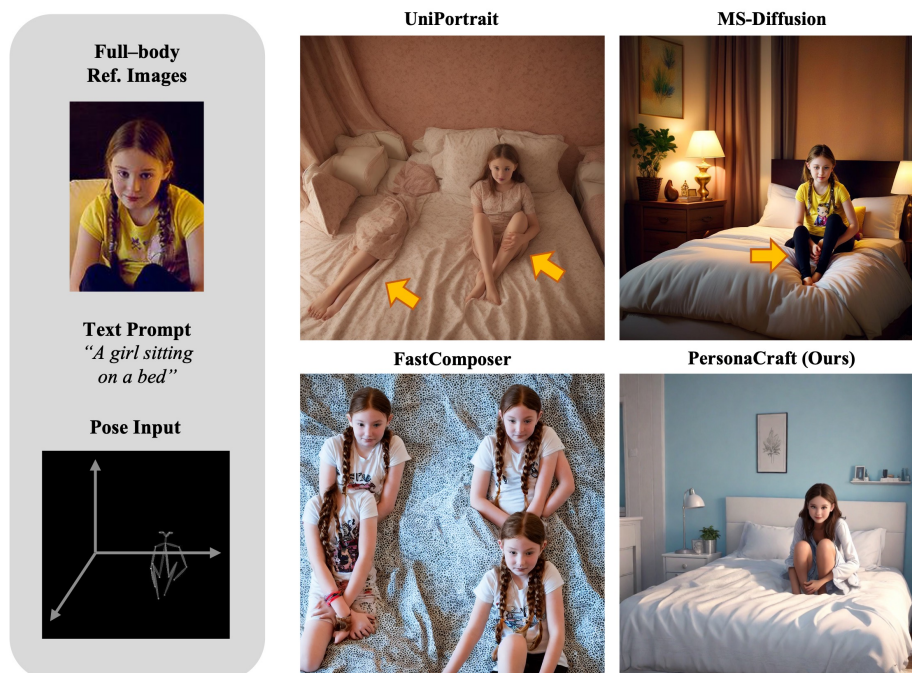 Full–body
Ref. Images
Text Prompt
“A girl sitting
on a bed”
Pose Input
UniPortrait
MS-Diffusion
FastComposer
PersonaCraft (Ours)